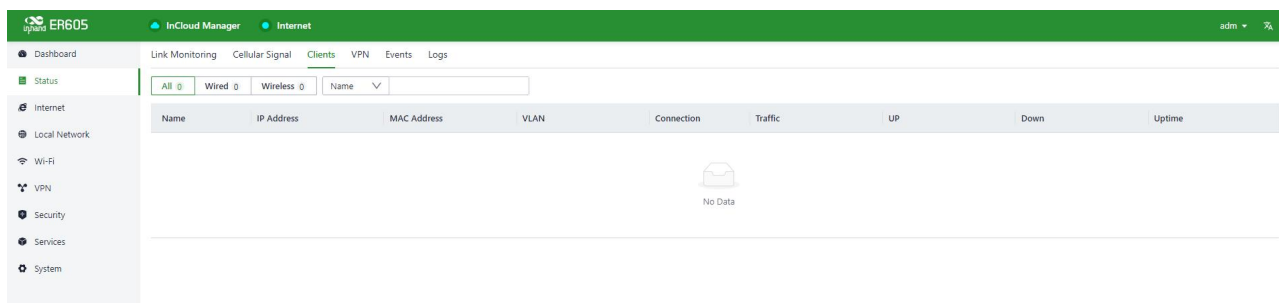 inhand ER605 InCloud Manager Internet adm
Dashboard
Status
Internet
Local Network
Wi-Fi
VPN
Security
Services
System
Link Monitoring Cellular Signal Clients VPN Events Logs
All 0 Wired 0 Wireless 0 Name
Name IP Address MAC Address VLAN Connection Traffic UP Down Uptime
No Data